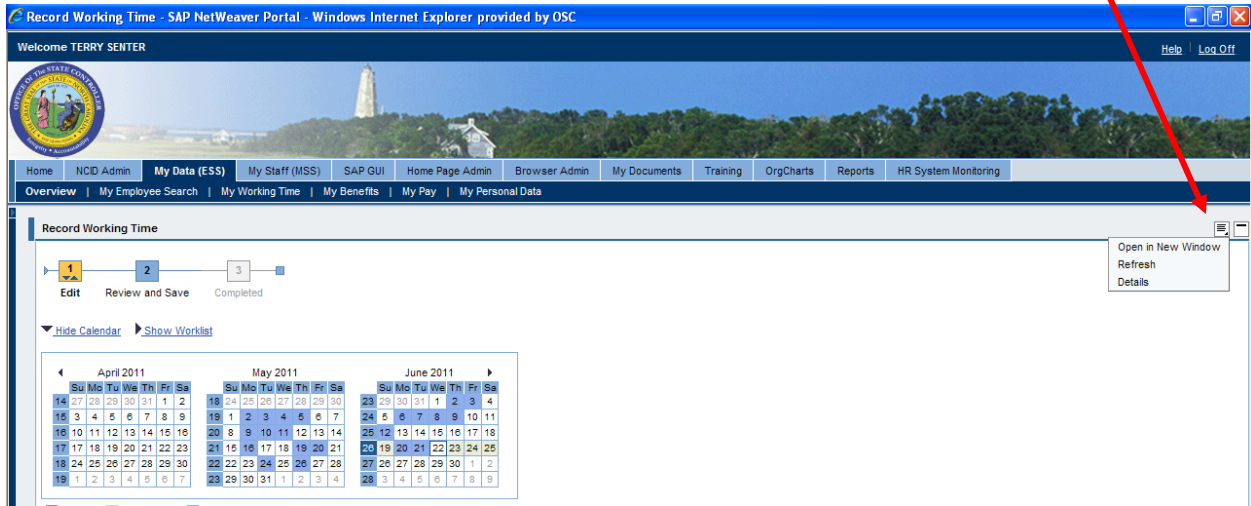 Record Working Time - SAP NetWeaver Portal - Windows Internet Explorer provided by OSC
Welcome TERRY SENTER Help Log Off
Home NCID Admin My Data (ESS) My Staff (MSS) SAP GUI Home Page Admin Browser Admin My Documents Training OrgCharts Reports HR System Monitoring
Overview | My Employee Search | My Working Time | My Benefits | My Pay | My Personal Data
Record Working Time
Open in New Window
Refresh
Details
1 2 3
Edit Review and Save Completed
Hide Calendar Show Worklist
April 2011 May 2011 June 2011
Su Mo Tu We Th Fr Sa Su Mo Tu We Th Fr Sa Su Mo Tu We Th Fr Sa
14 27 28 29 30 31 1 2 18 24 25 26 27 28 29 30 23 29 30 31 1 2 3 4
15 3 4 5 6 7 8 9 19 1 2 3 4 5 6 7 24 5 6 7 8 9 10 11
16 10 11 12 13 14 15 16 20 8 9 10 11 12 13 14 25 12 13 14 15 16 17 18
17 17 18 19 20 21 22 23 21 15 16 17 18 19 20 21 26 19 20 21 22 23 24 25
18 24 25 26 27 28 29 30 22 22 23 24 25 26 27 28 27 26 27 28 29 30 1 2
19 1 2 3 4 5 6 7 23 29 30 31 1 2 3 4 28 3 4 5 6 7 8 9